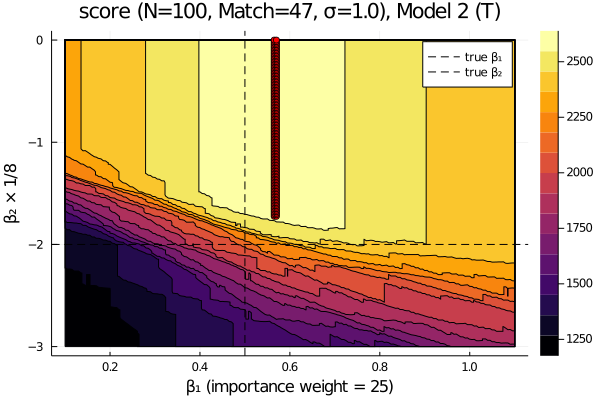 score (N=100, Match=47, σ=1.0), Model 2 (T)
true β₁
true β₂
0
−1
−2
−3
β₂ × 1/8
0.2 0.4 0.6 0.8 1.0
β₁ (importance weight = 25)
2500
2250
2000
1750
1500
1250